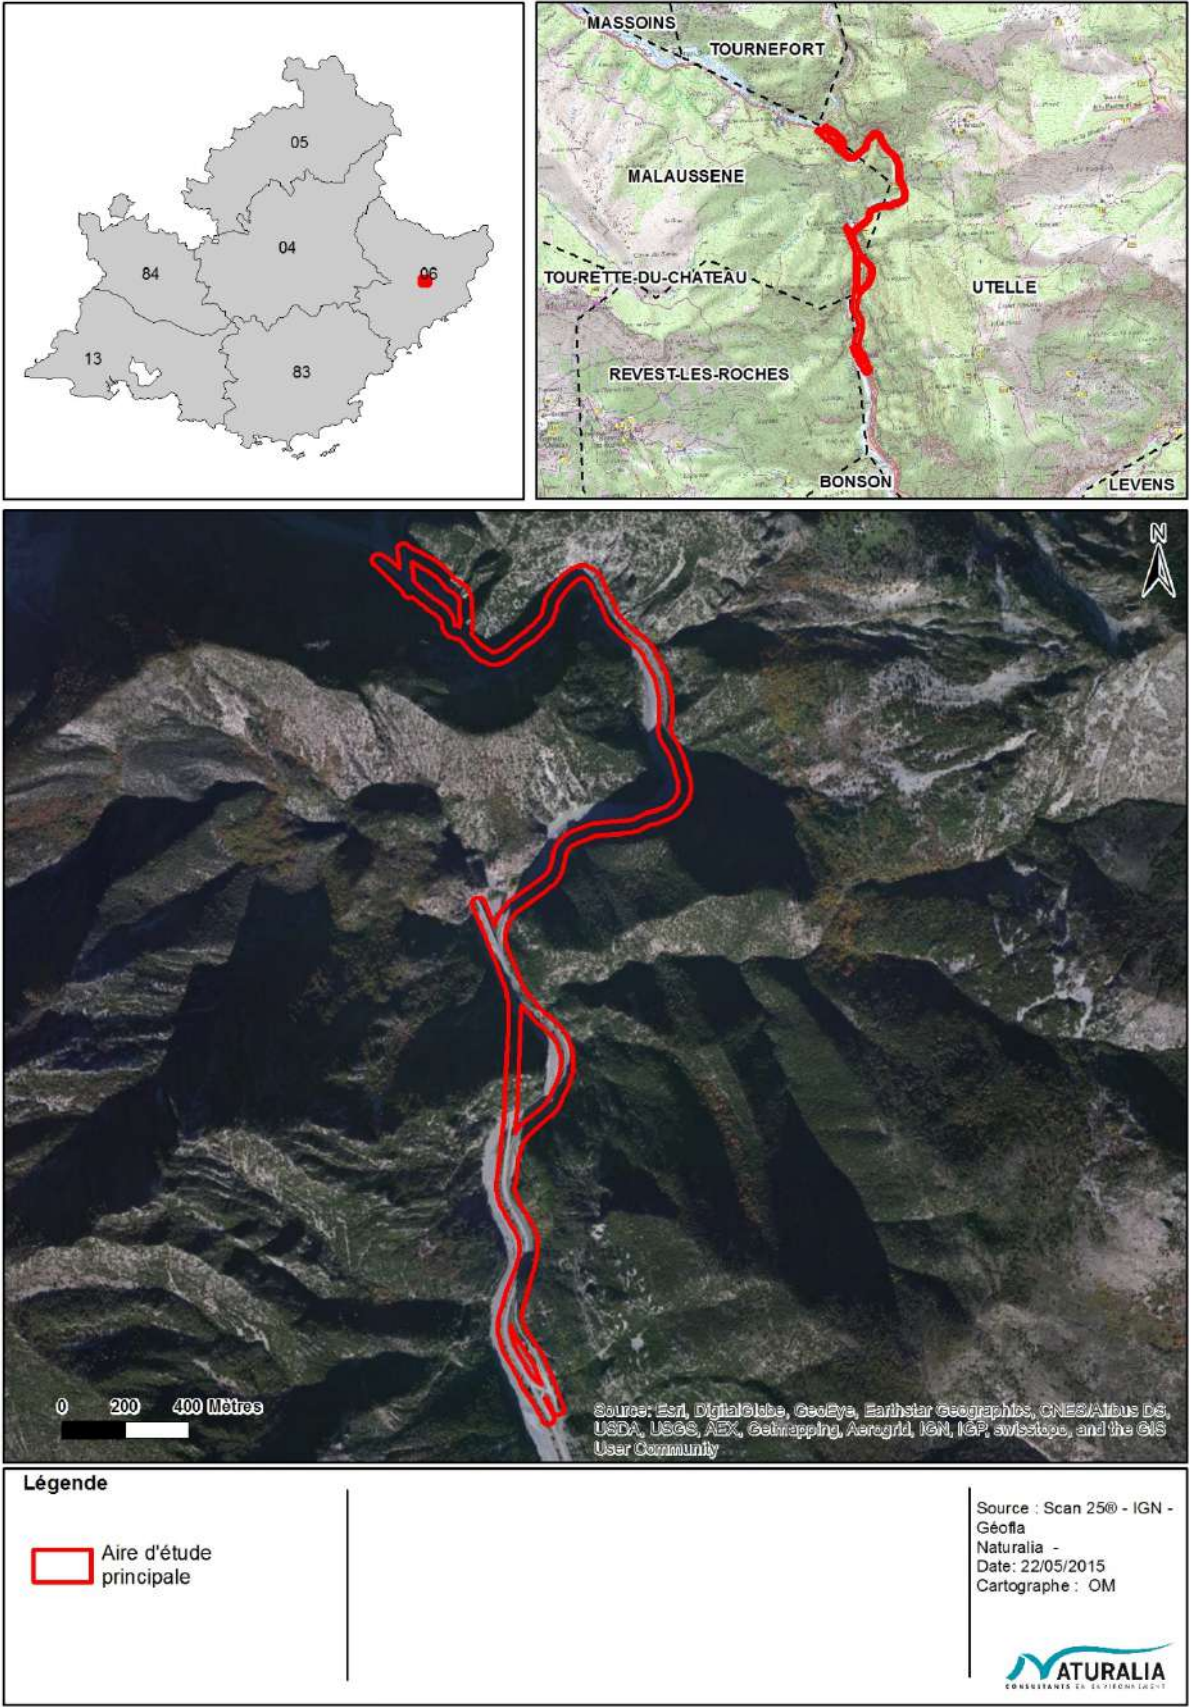 05
04
84
06
13
83
MASSOINS
TOURNEFORT
MALAUSSENE
TOURETTE-DU-CHATEAU
UTELLE
REVEST-LES-ROCHES
BONSON
LEVENS
N
0 200 400 Mètres
Source: Esri, DigitalGlobe, GeoEye, Earthstar Geographics, CNES/Airbus DS,
USDA, USGS, AEX, Getmapping, Aerogrid, IGN, IGP, swisstopo, and the GIS
User Community
Légende
Aire d'étude
principale
Source : Scan 25® - IGN -
Géofla
Naturalia -
Date: 22/05/2015
Cartographe : OM
NATURALIA
CONSULTANTS EN ENVIRONNEMENT